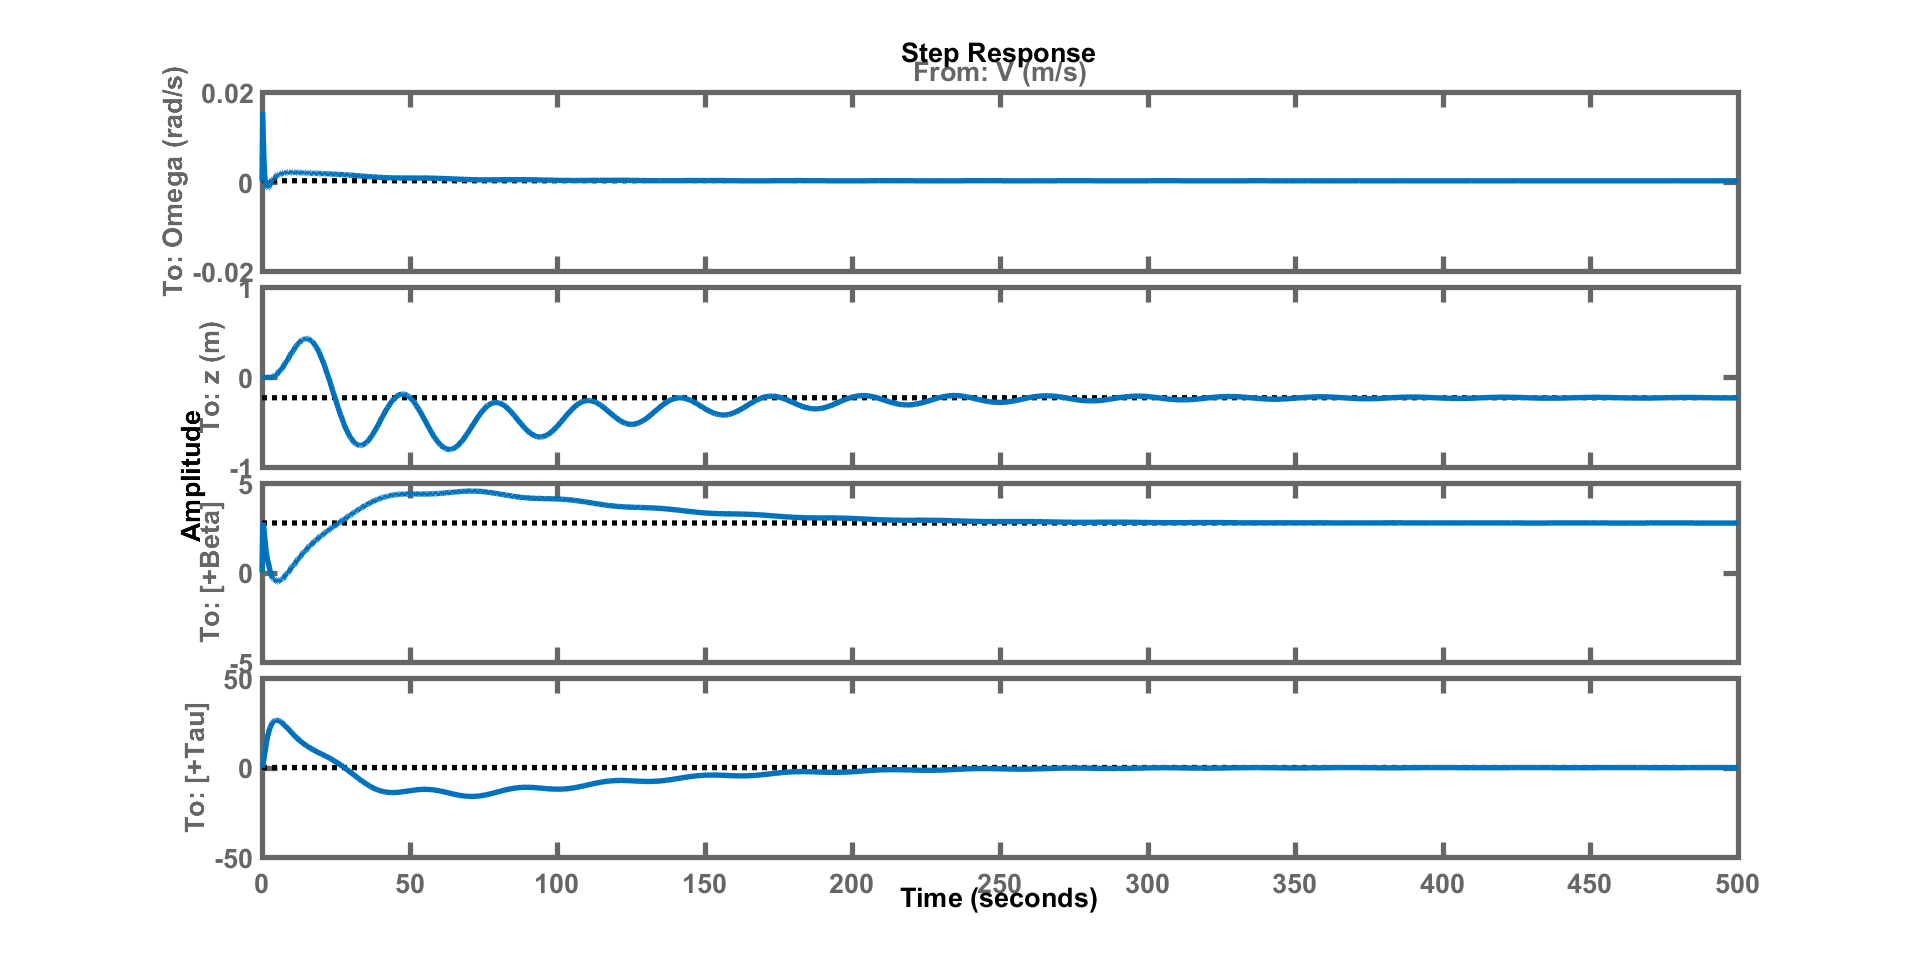 Step Response
From: V (m/s)
To: Omega (rad/s)
0.02
0
-0.02
To: z (m)
1
0
-1
Amplitude
To: [+Beta]
5
0
-5
To: [+Tau]
50
0
-50
0 50 100 150 200 250 300 350 400 450 500
Time (seconds)